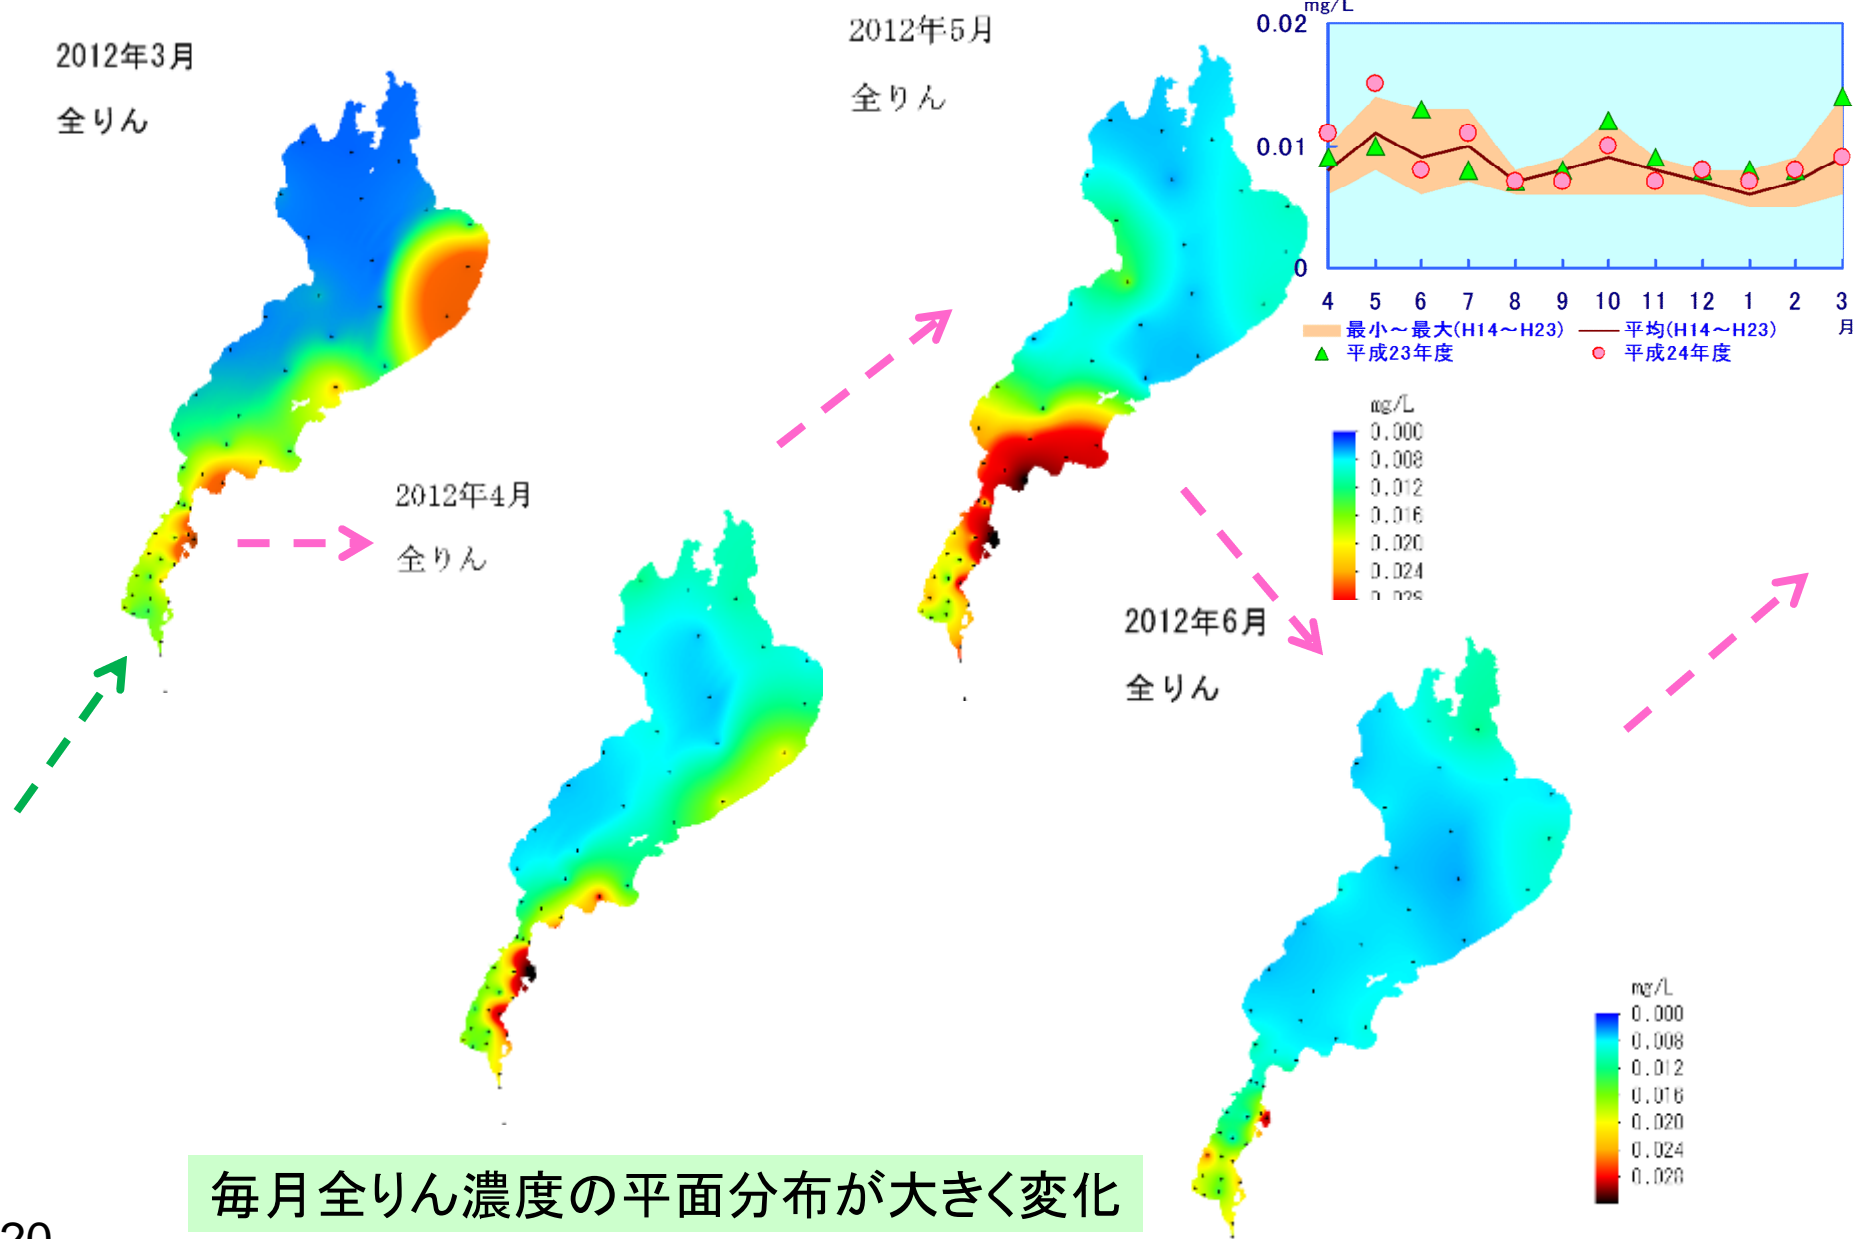 2012年3月
全りん
2012年4月
全りん
2012年5月
全りん
2012年6月
全りん
mg/L
0.02
0.01
0
4 5 6 7 8 9 10 11 12 1 2 3
月
最小～最大(H14～H23) 平均(H14～H23)
平成23年度 平成24年度
mg/L
0.000
0.008
0.012
0.016
0.020
0.024
0.028
mg/L
0.000
0.008
0.012
0.016
0.020
0.024
0.028
毎月全りん濃度の平面分布が大きく変化
20